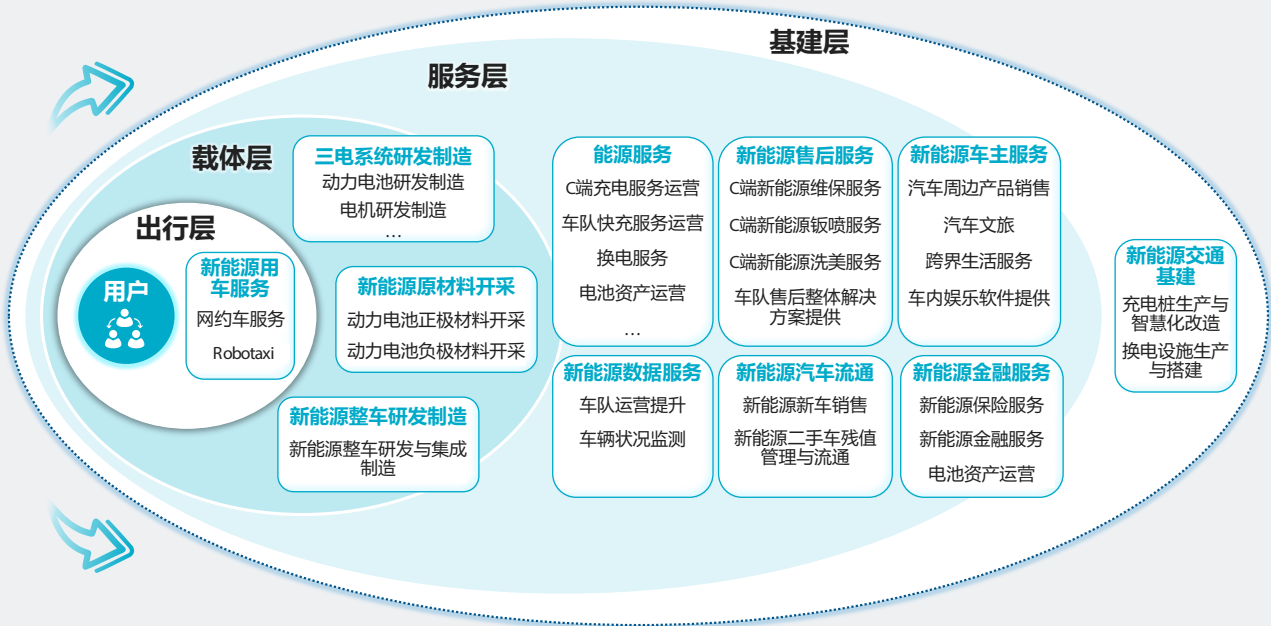 基建层
服务层
载体层
出行层
用户
新能源用
车服务
网约车服务
Robotaxi
三电系统研发制造
动力电池研发制造
电机研发制造
…
新能源原材料开采
动力电池正极材料开采
动力电池负极材料开采
新能源整车研发制造
新能源整车研发与集成
制造
能源服务
C端充电服务运营
车队快充服务运营
换电服务
电池资产运营
…
新能源售后服务
C端新能源维保服务
C端新能源钣喷服务
C端新能源洗美服务
车队售后整体解决
方案提供
新能源车主服务
汽车周边产品销售
汽车文旅
跨界生活服务
车内娱乐软件提供
新能源数据服务
车队运营提升
车辆状况监测
新能源汽车流通
新能源新车销售
新能源二手车残值
管理与流通
新能源金融服务
新能源保险服务
新能源金融服务
电池资产运营
新能源交通
基建
充电桩生产与
智慧化改造
换电设施生产
与搭建